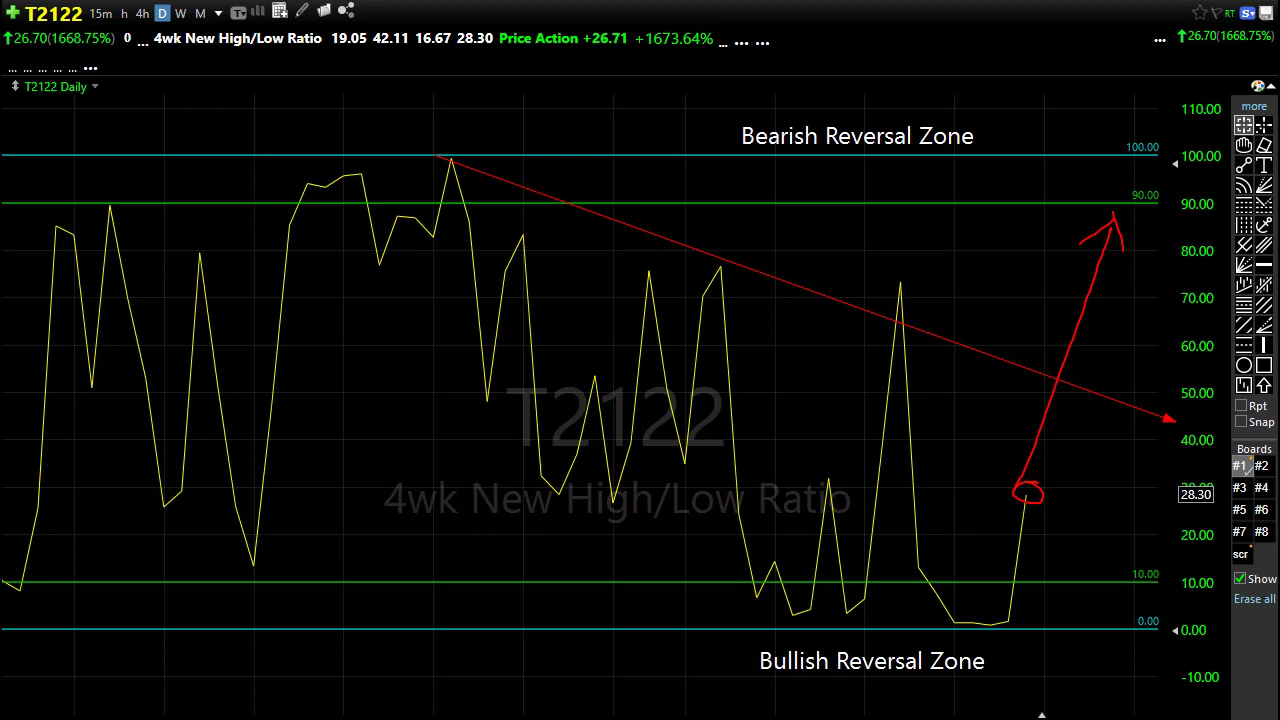 T2122 15m h 4h D W M T
RT S
26.70(1668.75%) 0 ... 4wk New High/Low Ratio 19.05 42.11 16.67 28.30 Price Action +26.71 +1673.64% ... ... ...
... 26.70(1668.75%)
... ... ... ... ... ...
T2122 Daily
more
Bearish Reversal Zone
Bullish Reversal Zone
T2122
4wk New High/Low Ratio
100.00
90.00
10.00
0.00
110.00
100.00
90.00
80.00
70.00
60.00
50.00
40.00
28.30
20.00
10.00
0.00
-10.00
T
Rpt
Snap
Boards
#1 #2
#3 #4
#5 #6
#7 #8
scr
Show
Erase all